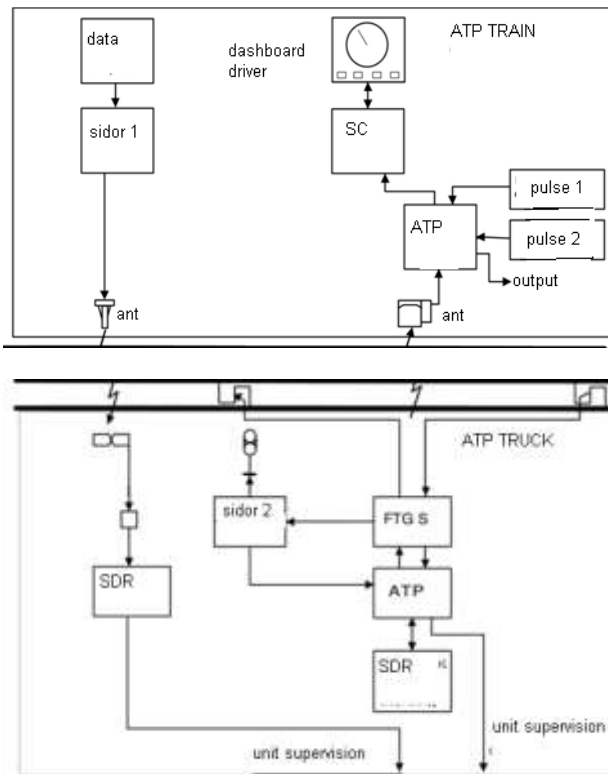 data
dashboard
driver
ATP TRAIN
sidor 1
SC
pulse 1
ATP
pulse 2
output
ant
ant
ATP TRUCK
sidor 2
FTG S
SDR
ATP
SDR
unit supervision
unit supervision